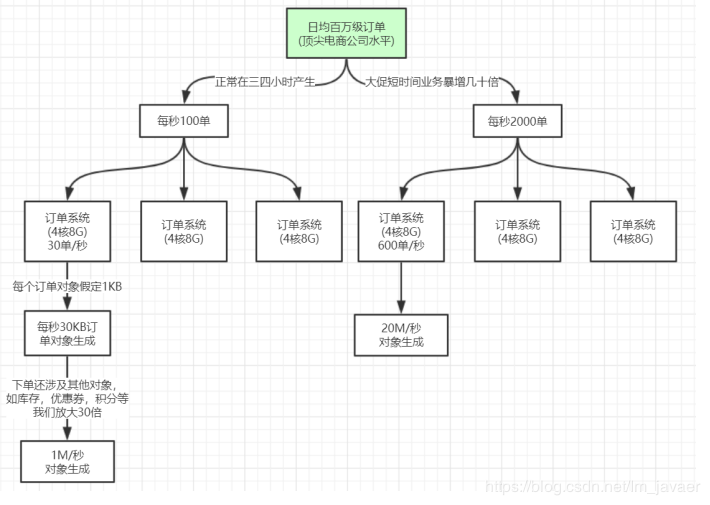 日均百万级订单
(顶尖电商公司水平)
正常在三四小时产生
大促短时间业务暴增几十倍
每秒100单
每秒2000单
订单系统
(4核8G)
30单/秒
订单系统
(4核8G)
订单系统
(4核8G)
订单系统
(4核8G)
600单/秒
订单系统
(4核8G)
订单系统
(4核8G)
每个订单对象假定1KB
每秒30KB订
单对象生成
20M/秒
对象生成
下单还涉及其他对象，
如库存，优惠券，积分等
我们放大30倍
1M/秒
对象生成
https://blog.csdn.net/lm_javaer